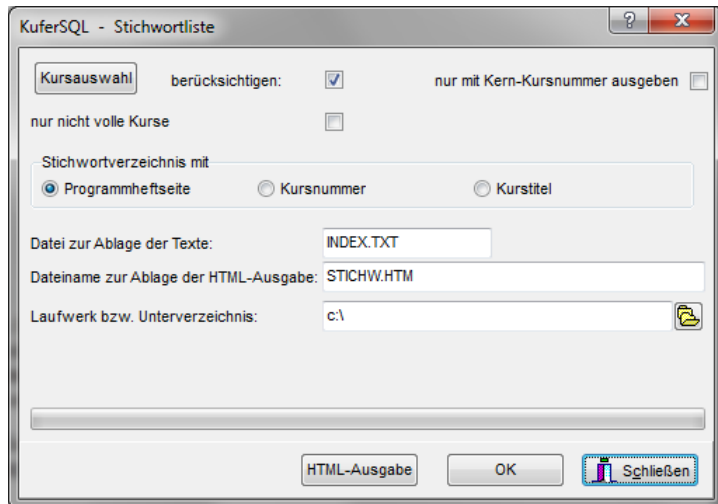 KuferSQL - Stichwortliste
Kursauswahl berücksichtigen: nur mit Kern-Kursnummer ausgeben
nur nicht volle Kurse
Stichwortverzeichnis mit
Programmheftseite Kursnummer Kurstitel
Datei zur Ablage der Texte: INDEX.TXT
Dateiname zur Ablage der HTML-Ausgabe: STICHW.HTM
Laufwerk bzw. Unterverzeichnis: c:\
HTML-Ausgabe OK Schließen